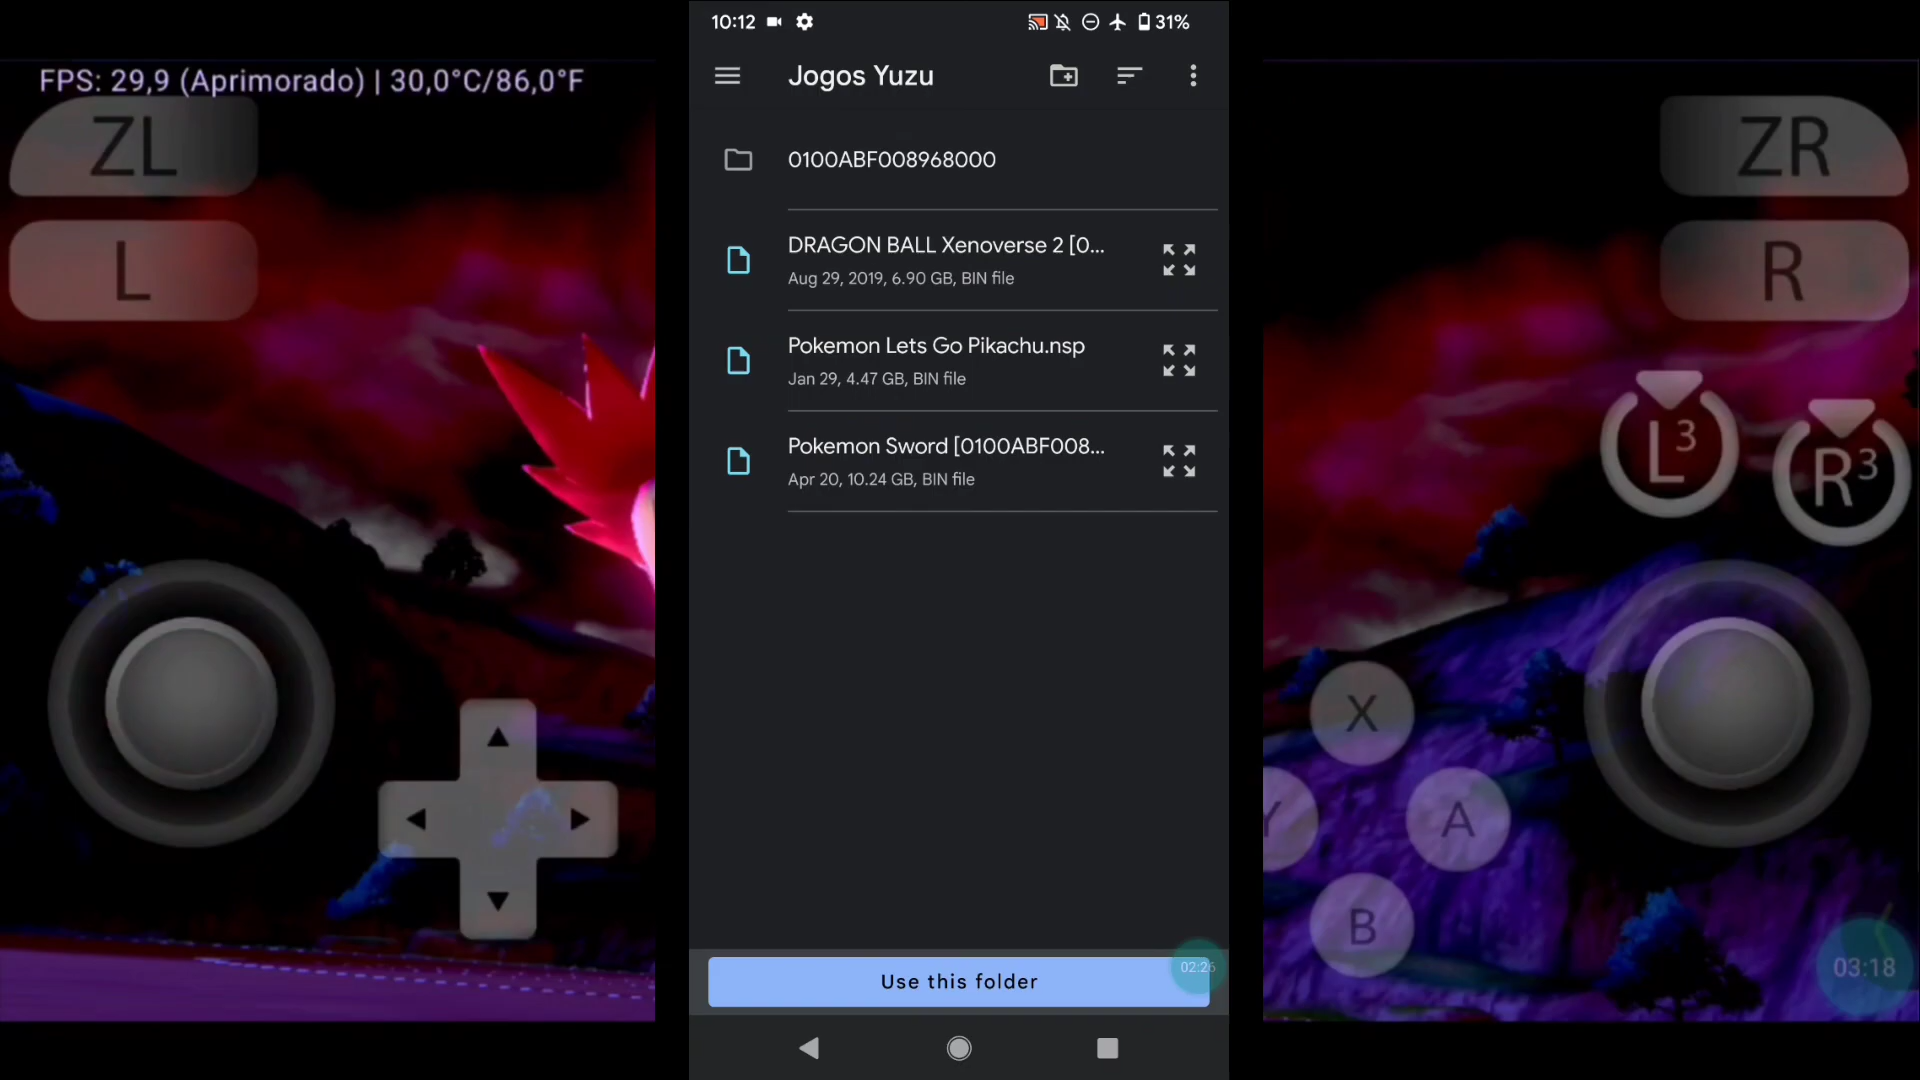 FPS: 29,9 (Aprimorado) | 30,0°C/86,0°F
ZL
L
10:12
31%
Jogos Yuzu
0100ABF008968000
DRAGON BALL Xenoverse 2 [0...
Aug 29, 2019, 6.90 GB, BIN file
Pokemon Lets Go Pikachu.nsp
Jan 29, 4.47 GB, BIN file
Pokemon Sword [0100ABF008...
Apr 20, 10.24 GB, BIN file
02:26
Use this folder
ZR
R
L3
R3
X
Y
A
B
03:18